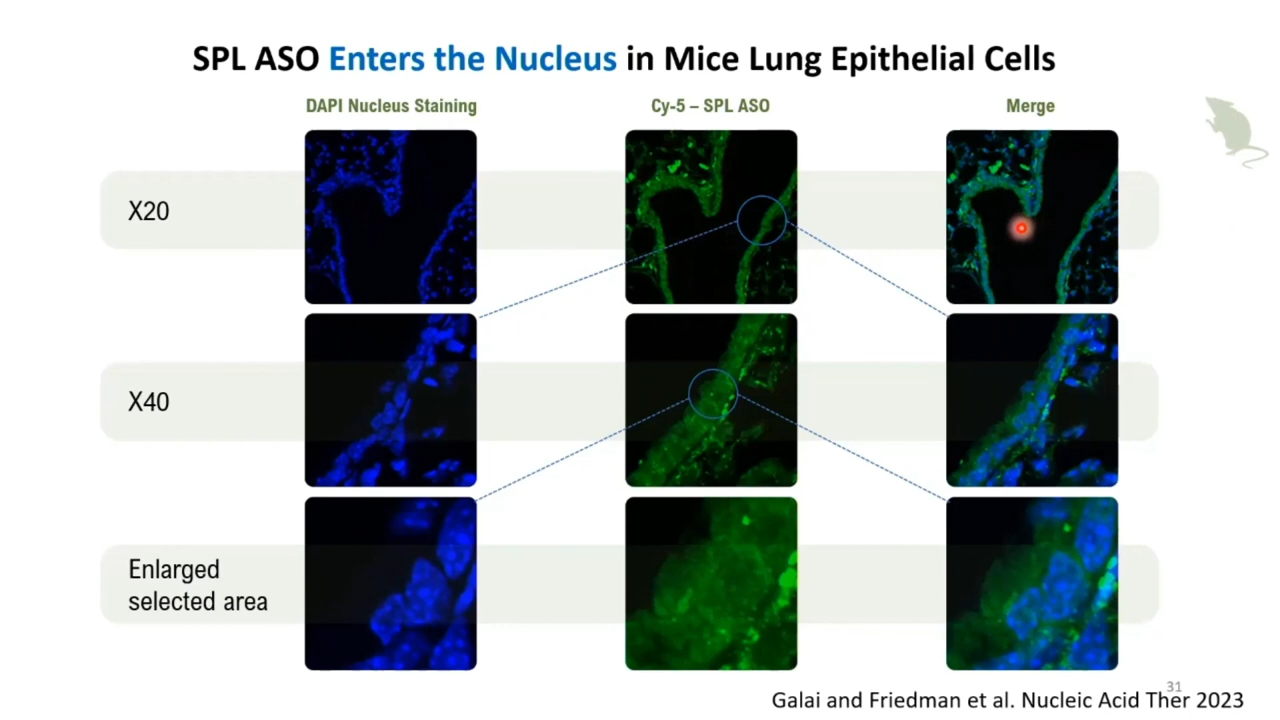 SPL ASO Enters the Nucleus in Mice Lung Epithelial Cells
DAPI Nucleus Staining
Cy-5 – SPL ASO
Merge
X20
X40
Enlarged
selected area
31
Galai and Friedman et al. Nucleic Acid Ther 2023